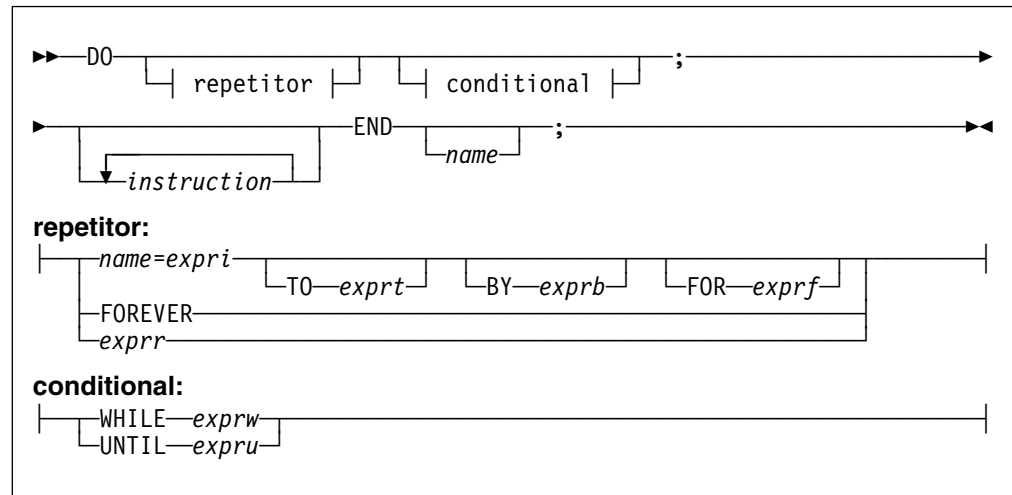 DO repetitor conditional ;
instruction END name ;
repetitor:
name=expri TO exprt BY exprb FOR exprf
FOREVER
exprr
conditional:
WHILE exprw
UNTIL expru